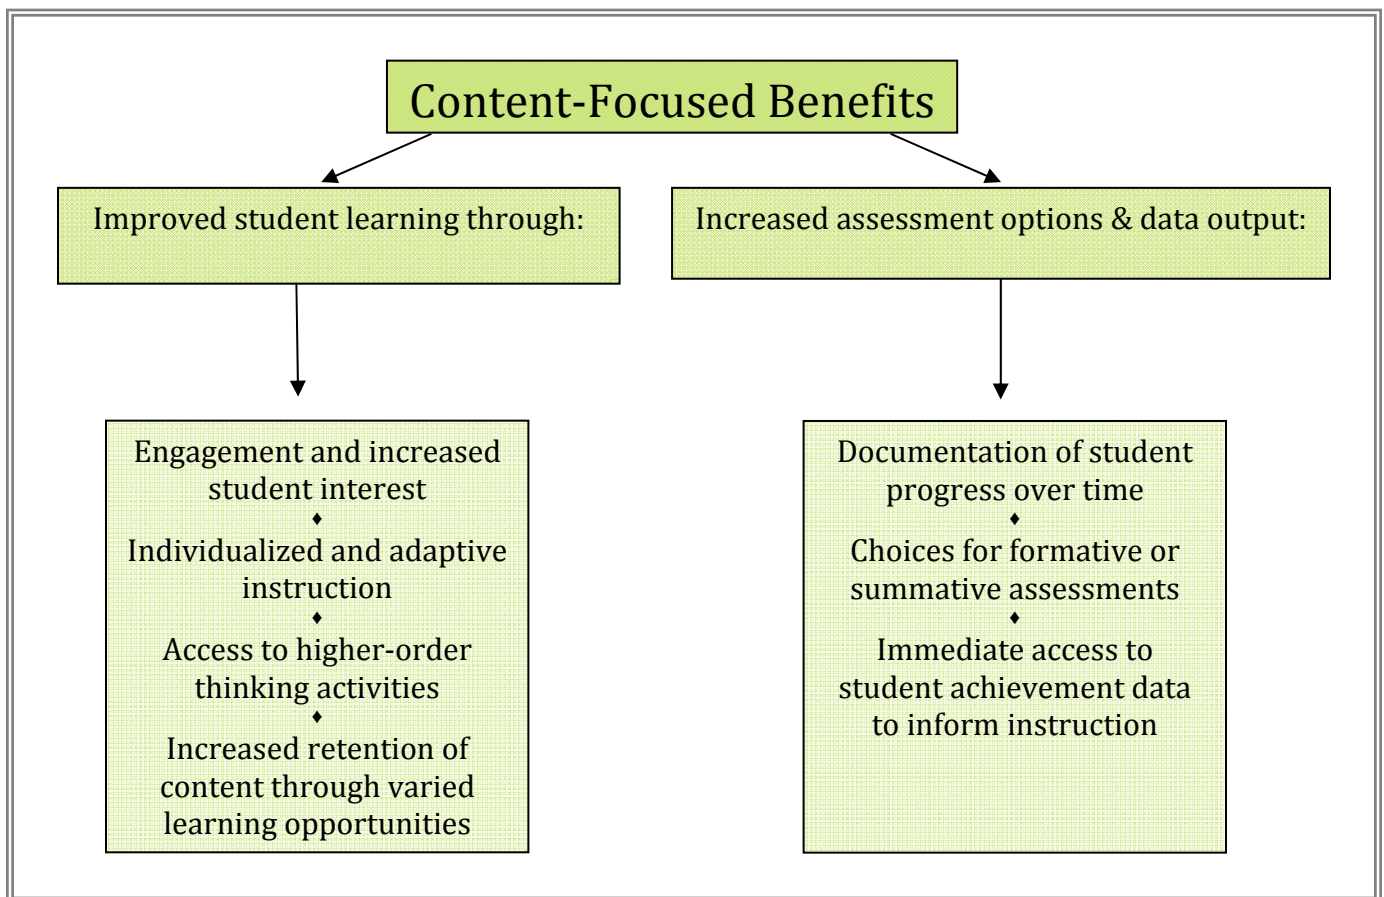 Content-Focused Benefits
Improved student learning through:
Increased assessment options & data output:
Engagement and increased
student interest
♦
Individualized and adaptive
instruction
♦
Access to higher-order
thinking activities
♦
Increased retention of
content through varied
learning opportunities
Documentation of student
progress over time
♦
Choices for formative or
summative assessments
♦
Immediate access to
student achievement data
to inform instruction